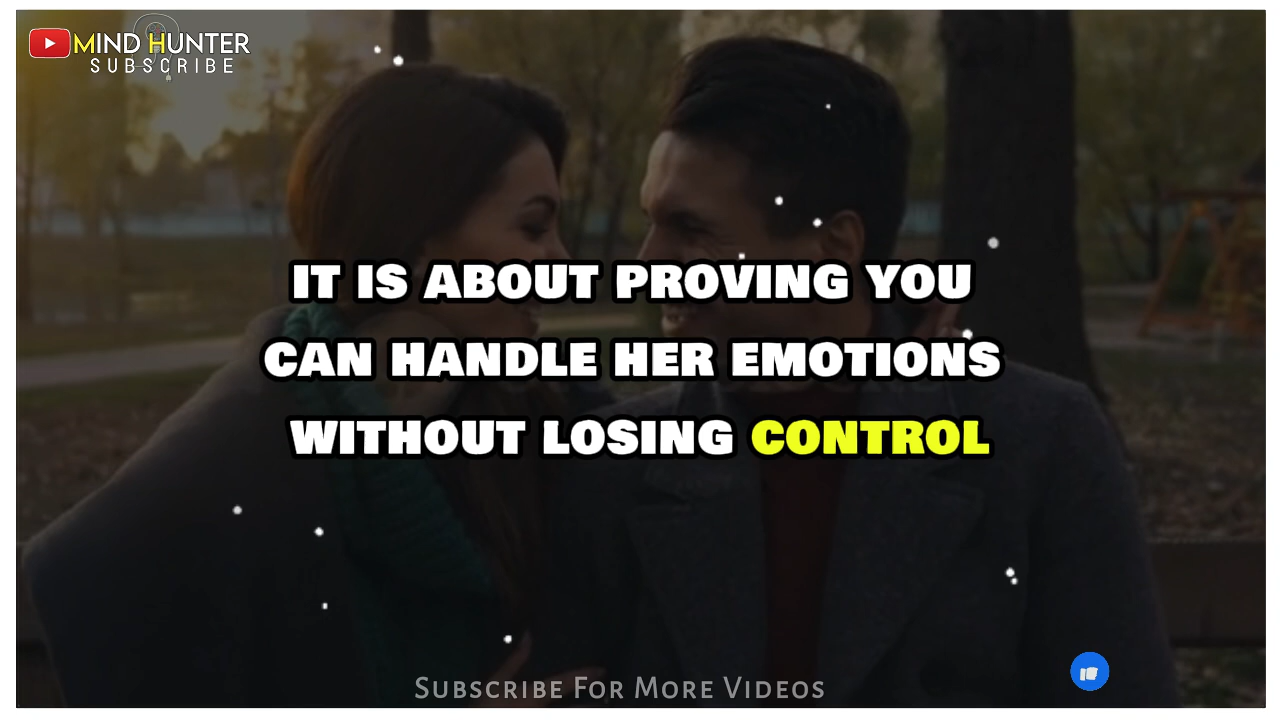 MIND HUNTER
SUBSCRIBE
IT IS ABOUT PROVING YOU
CAN HANDLE HER EMOTIONS
WITHOUT LOSING CONTROL
SUBSCRIBE FOR MORE VIDEOS